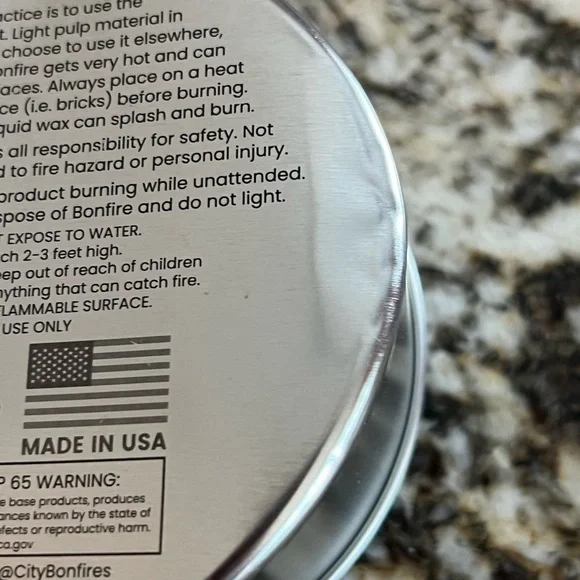 actice is to use the
t. Light pulp material in
choose to use it elsewhere,
onfire gets very hot and can
aces. Always place on a heat
ce (i.e. bricks) before burning.
quid wax can splash and burn.
s all responsibility for safety. Not
d to fire hazard or personal injury.
product burning while unattended.
spose of Bonfire and do not light.
T EXPOSE TO WATER.
ch 2-3 feet high.
eep out of reach of children
nything that can catch fire.
FLAMMABLE SURFACE.
USE ONLY
MADE IN USA
P 65 WARNING:
e base products, produces
ances known by the state of
efects or reproductive harm.
ca.gov
@CityBonfires